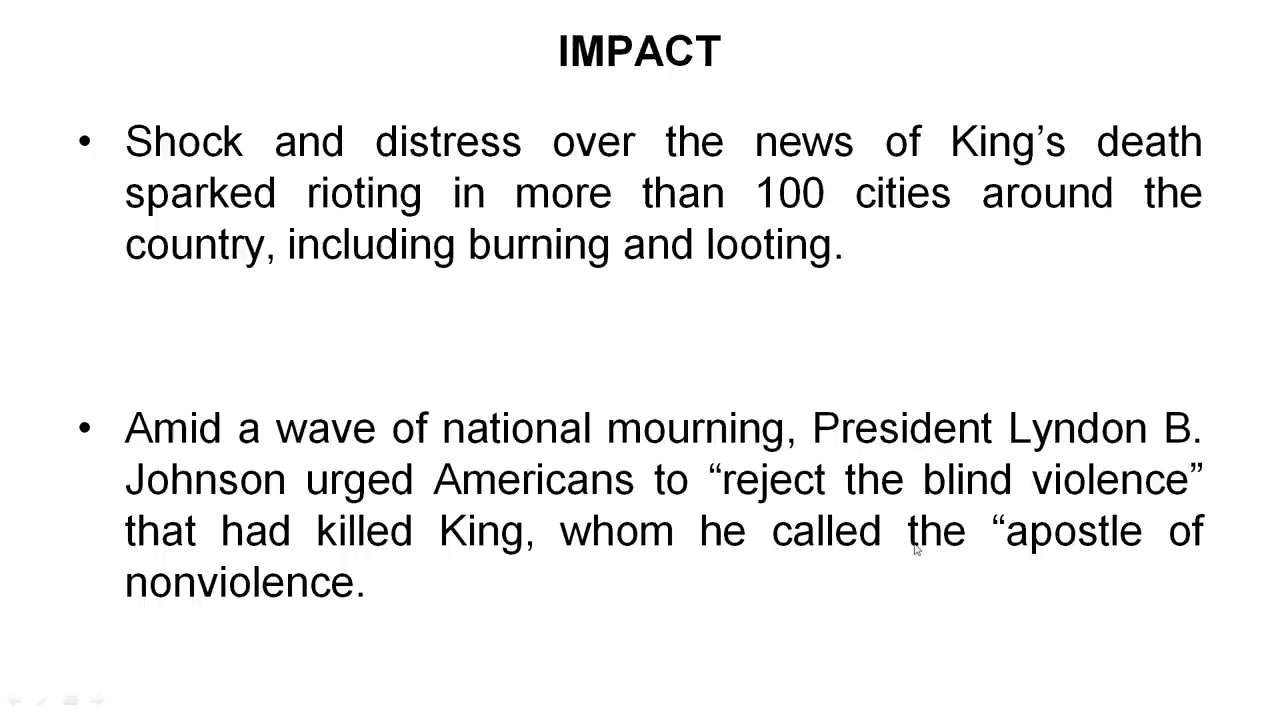 IMPACT
• Shock and distress over the news of King’s death
sparked rioting in more than 100 cities around the
country, including burning and looting.
• Amid a wave of national mourning, President Lyndon B.
Johnson urged Americans to “reject the blind violence”
that had killed King, whom he called the “apostle of
nonviolence.